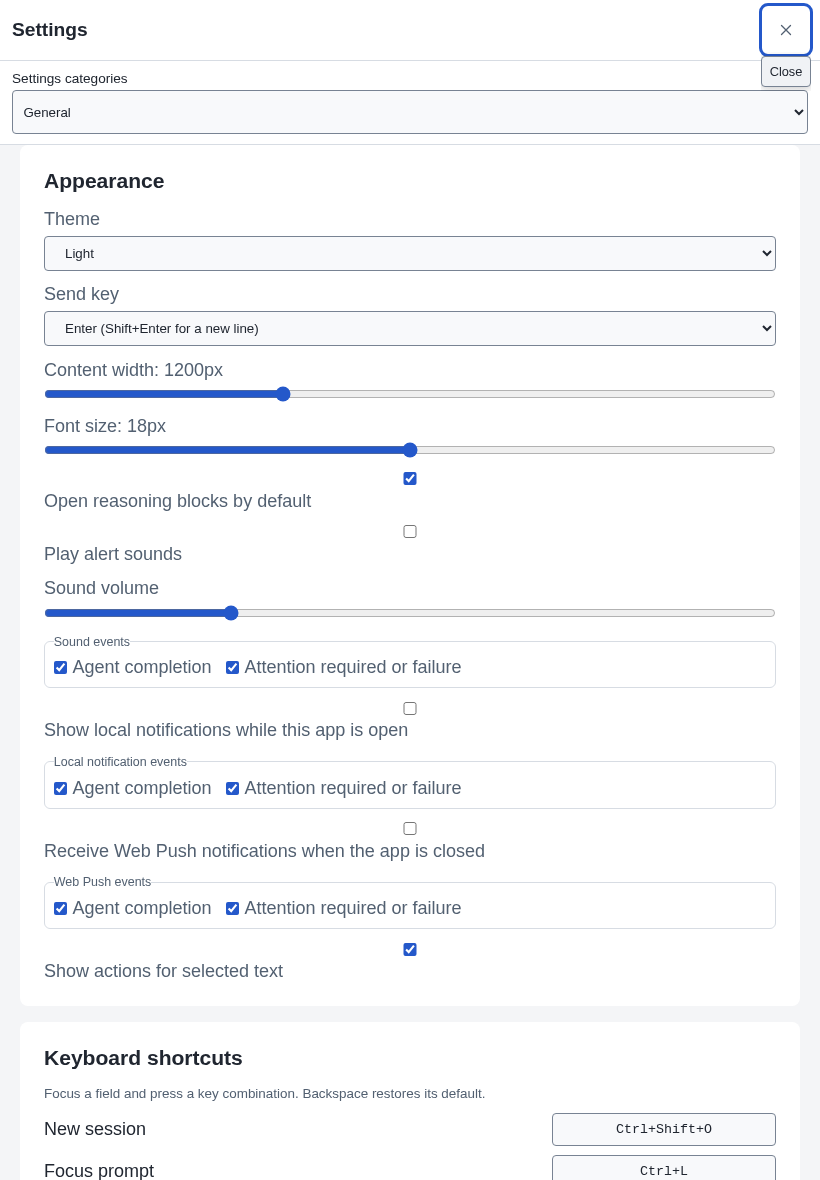 Settings
Close
Settings categories
General
Appearance
Theme
Light
Send key
Enter (Shift+Enter for a new line)
Content width: 1200px
Font size: 18px
Open reasoning blocks by default
Play alert sounds
Sound volume
Sound events
Agent completion Attention required or failure
Show local notifications while this app is open
Local notification events
Agent completion Attention required or failure
Receive Web Push notifications when the app is closed
Web Push events
Agent completion Attention required or failure
Show actions for selected text
Keyboard shortcuts
Focus a field and press a key combination. Backspace restores its default.
New session Ctrl+Shift+O
Focus prompt Ctrl+L